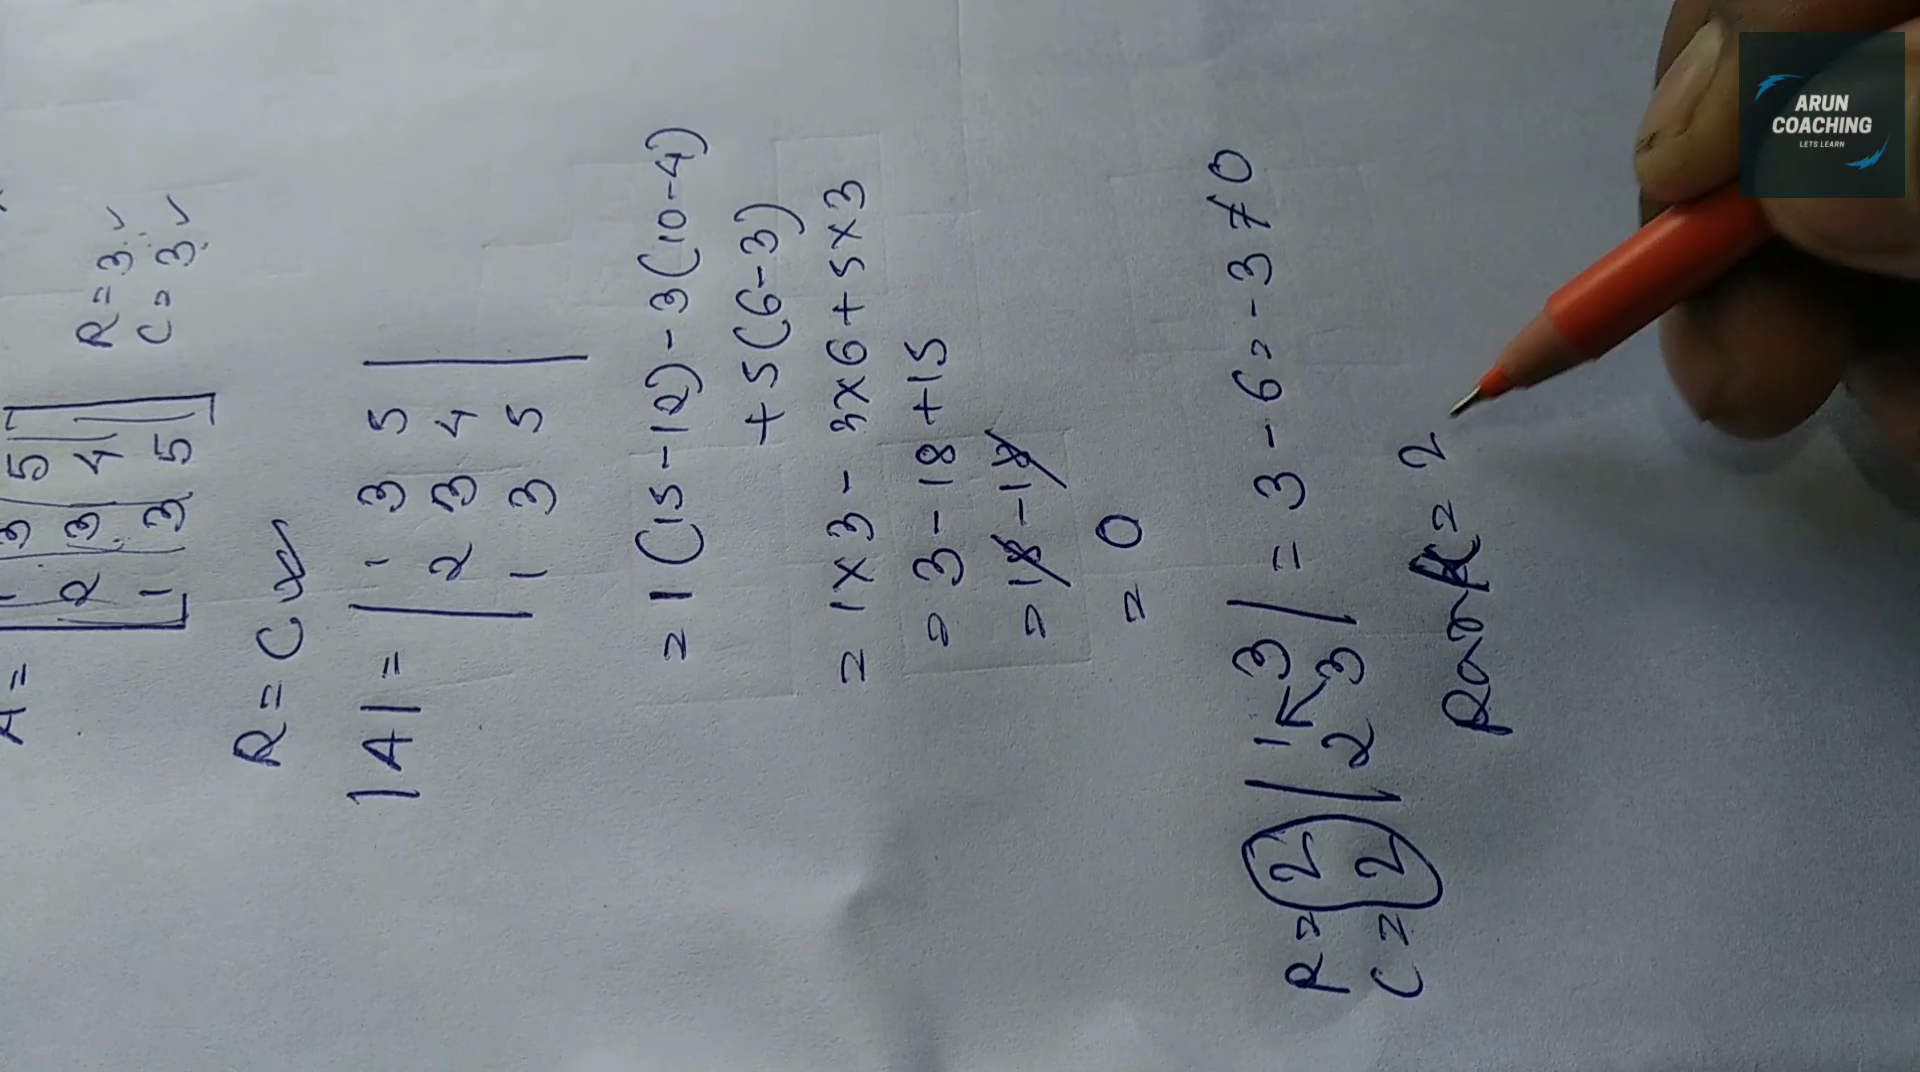 A = [1 3 5
2 3 4
1 3 5]
R = 3 ✓
C = 3 ✓
R = C
|A| = | 1 3 5
2 3 4
1 3 5 |
= 1(15-12) - 3(10-4)
+5(6-3)
= 1×3 - 3×6 + 5×3
= 3 - 18 + 15
= 18 - 18
= 0
R = 2
C = 2
| 1 3
2 3 | = 3 - 6 = -3 ≠ 0
Rank = 2
ARUN
COACHING
LETS LEARN